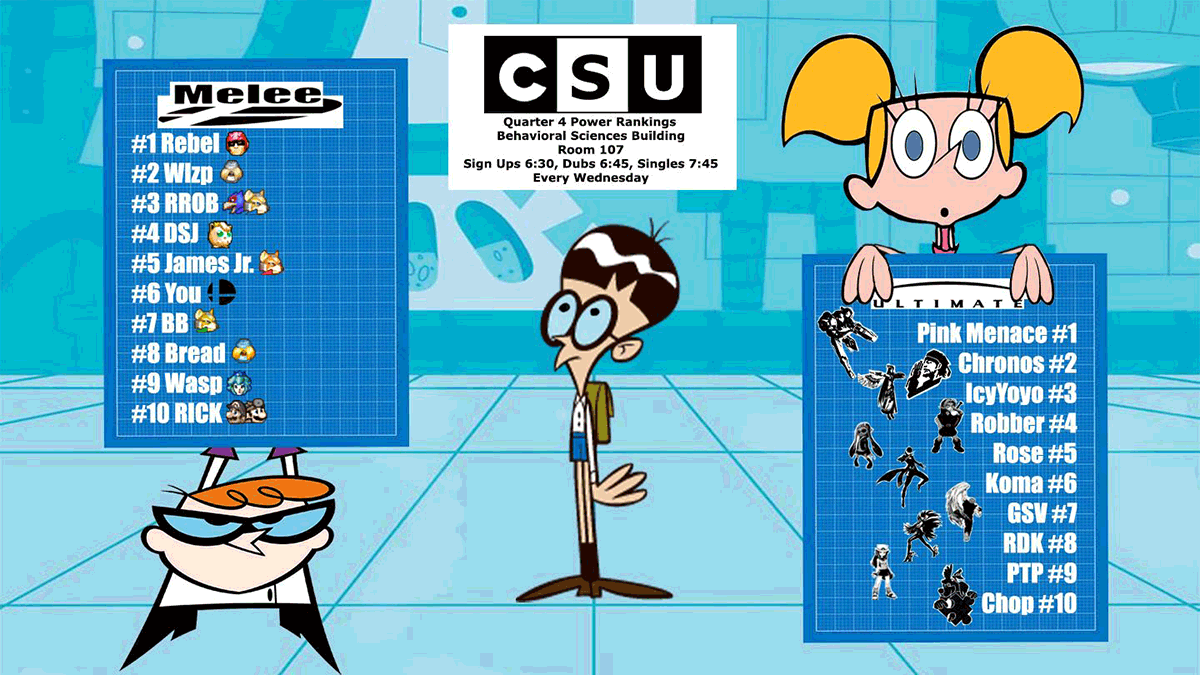 CSU
Quarter 4 Power Rankings
Behavioral Sciences Building
Room 107
Sign Ups 6:30, Dubs 6:45, Singles 7:45
Every Wednesday
Melee
#1 Rebel
#2 Wlzp
#3 RROB
#4 DSJ
#5 James Jr.
#6 You
#7 BB
#8 Bread
#9 Wasp
#10 RICK
ULTIMATE
Pink Menace #1
Chronos #2
IcyYoyo #3
Robber #4
Rose #5
Koma #6
GSV #7
RDK #8
PTP #9
Chop #10